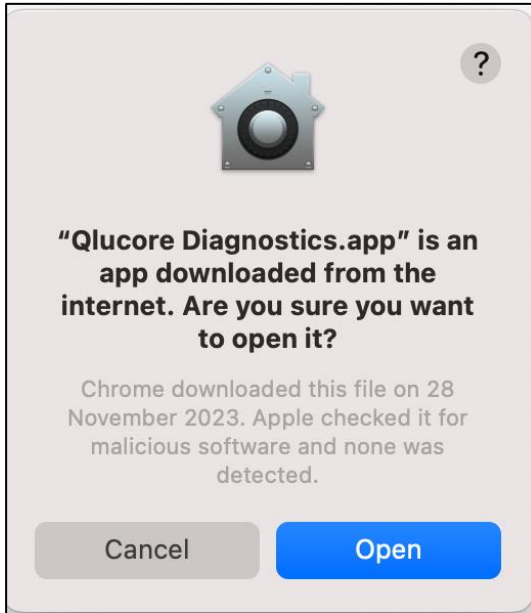 ?
“Qlucore Diagnostics.app” is an
app downloaded from the
internet. Are you sure you want
to open it?
Chrome downloaded this file on 28
November 2023. Apple checked it for
malicious software and none was
detected.
Cancel
Open